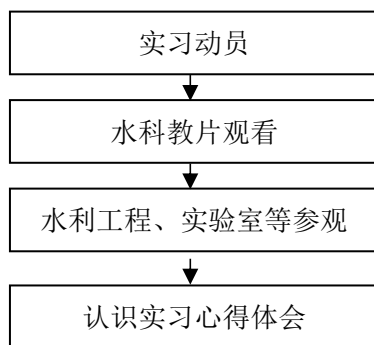 实习动员
水科教片观看
水利工程、实验室等参观
认识实习心得体会